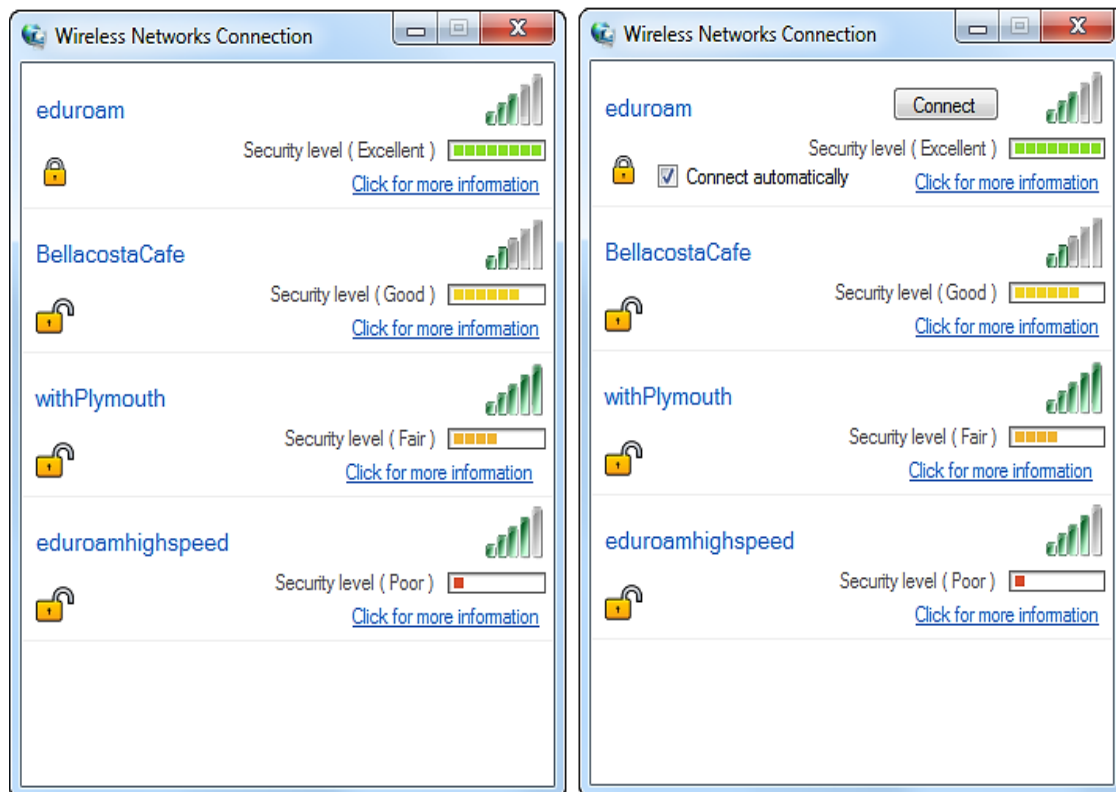 Wireless Networks Connection
eduroam
Security level ( Excellent )
Click for more information
BellacostaCafe
Security level ( Good )
Click for more information
withPlymouth
Security level ( Fair )
Click for more information
eduroamhighspeed
Security level ( Poor )
Click for more information
Wireless Networks Connection
eduroam Connect
Security level ( Excellent )
Connect automatically Click for more information
BellacostaCafe
Security level ( Good )
Click for more information
withPlymouth
Security level ( Fair )
Click for more information
eduroamhighspeed
Security level ( Poor )
Click for more information